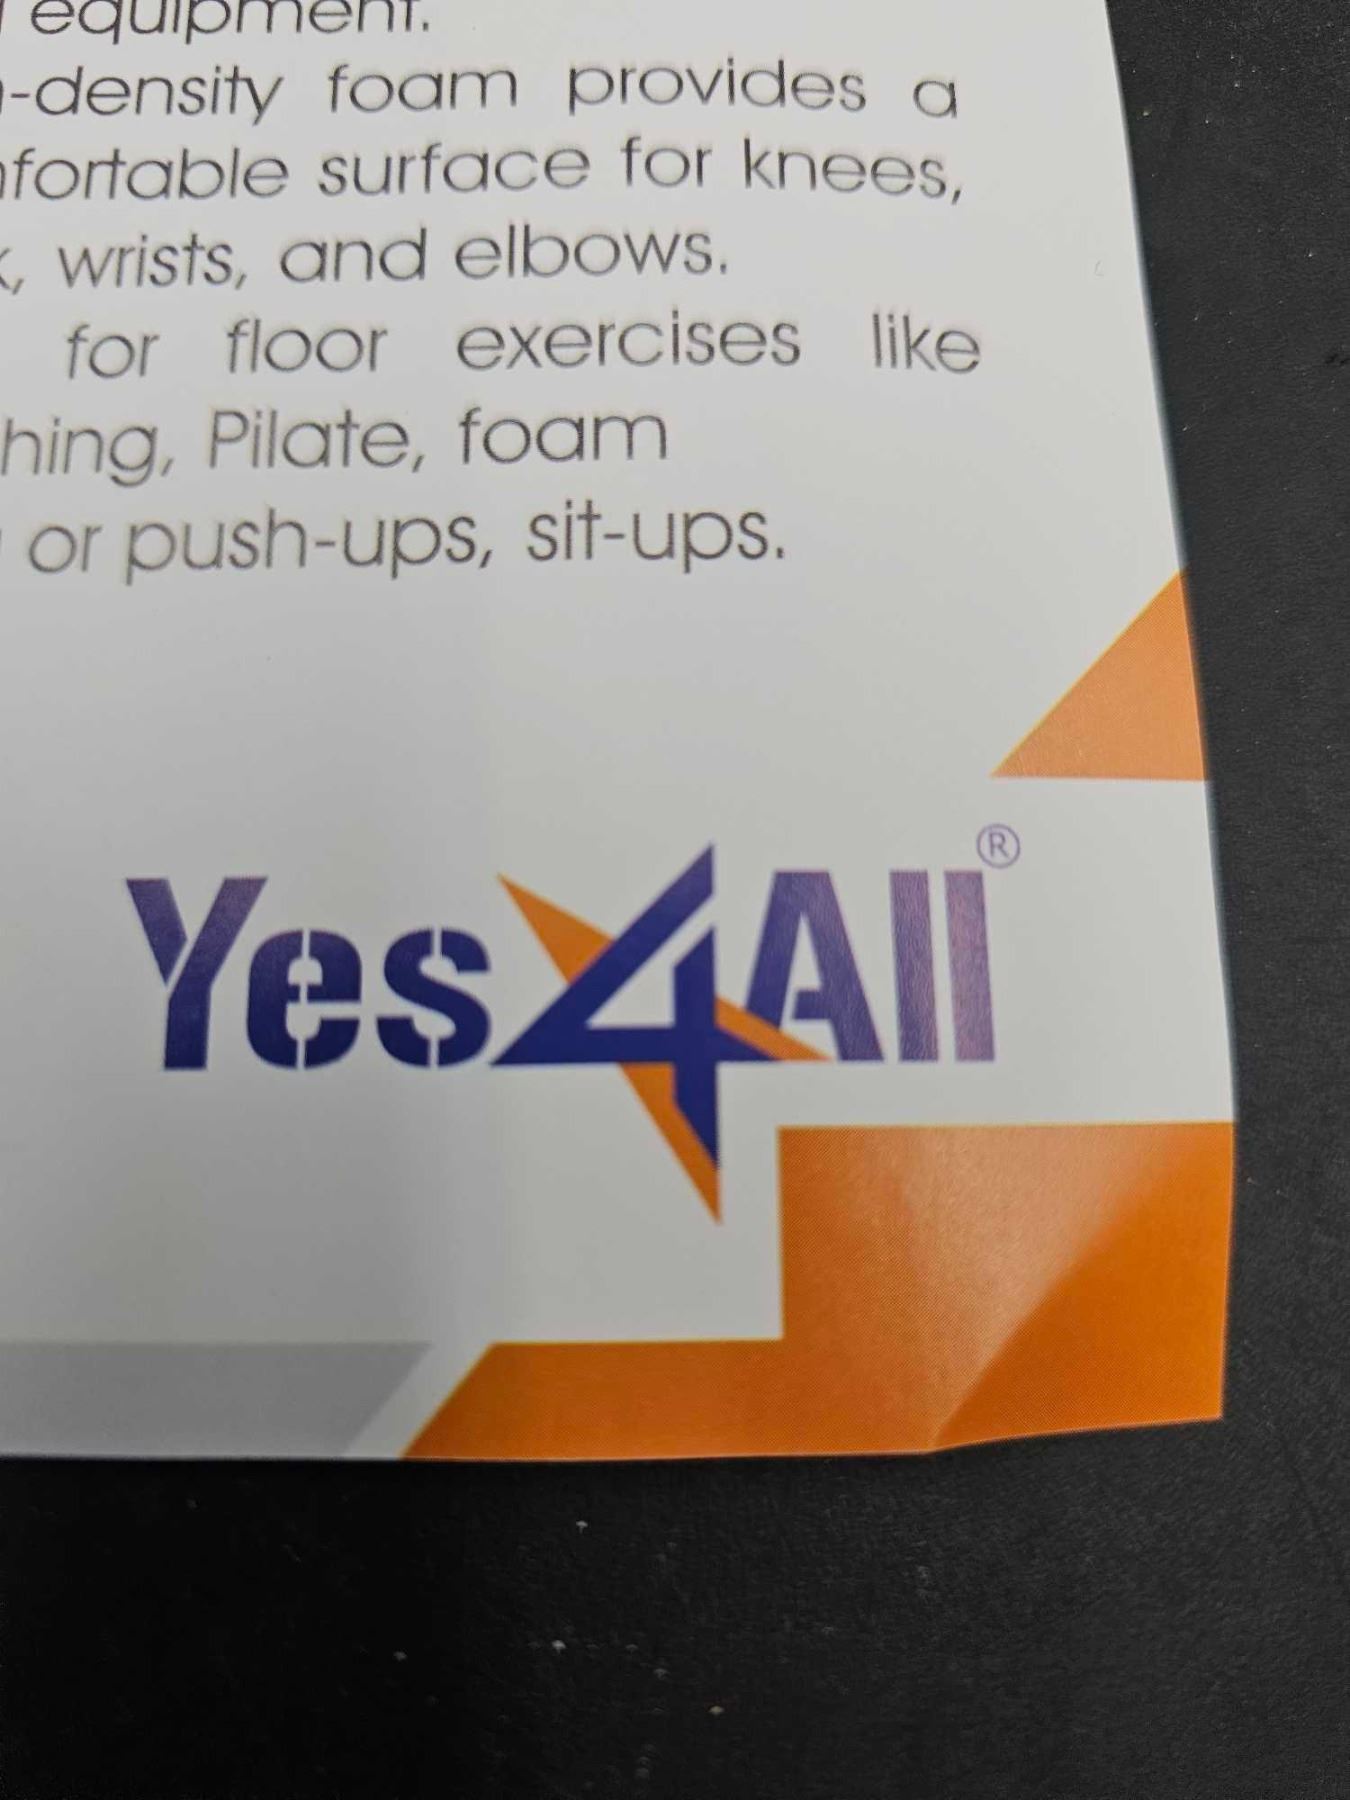 equipment.
-density foam provides a
fortable surface for knees,
, wrists, and elbows.
for floor exercises like
hing, Pilate, foam
or push-ups, sit-ups.
Yes4All®